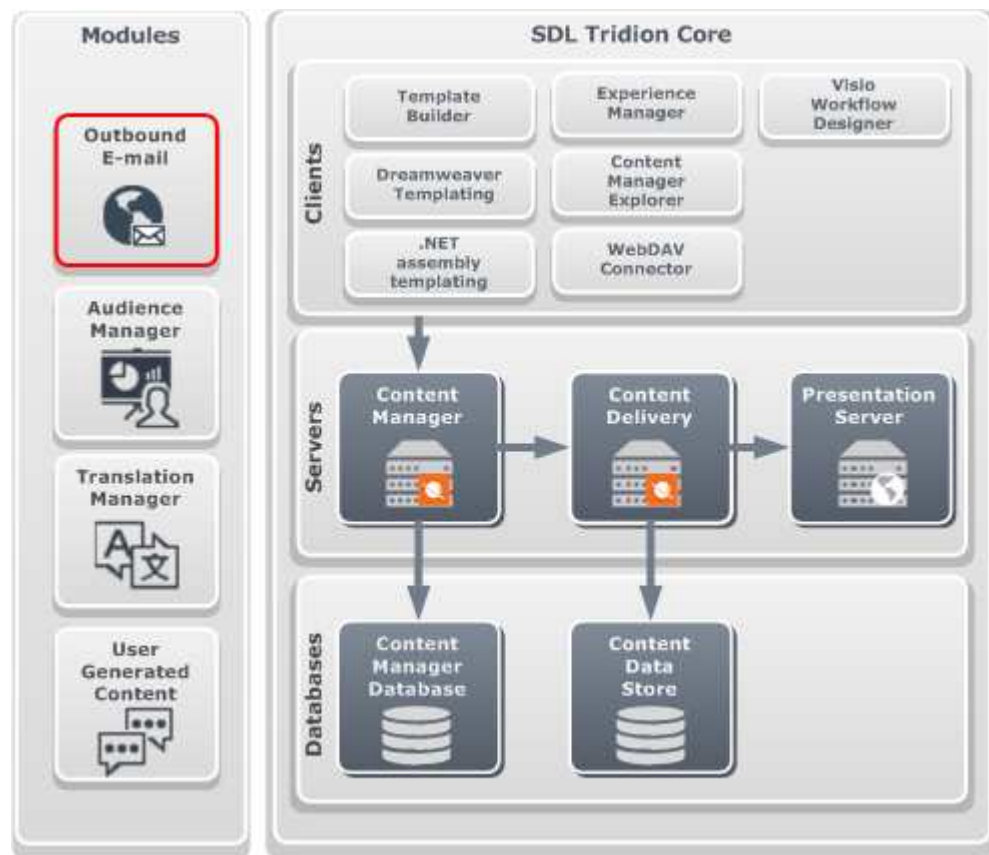 Modules
Outbound
E-mail
Audience
Manager
A
文
Translation
Manager
User
Generated
Content
SDL Tridion Core
Clients
Template
Builder
Experience
Manager
Visio
Workflow
Designer
Dreamweaver
Templating
Content
Manager
Explorer
.NET
assembly
templating
WebDAV
Connector
Servers
Content
Manager
Content
Delivery
Presentation
Server
Databases
Content
Manager
Database
Content
Data
Store